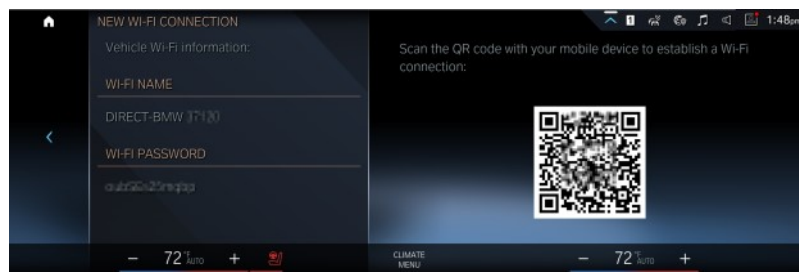 NEW WI-FI CONNECTION
1:48pm
Vehicle Wi-Fi information:
Scan the QR code with your mobile device to establish a Wi-Fi
connection:
WI-FI NAME
DIRECT-BMW
WI-FI PASSWORD
72 °F AUTO
CLIMATE
MENU
72 °F AUTO